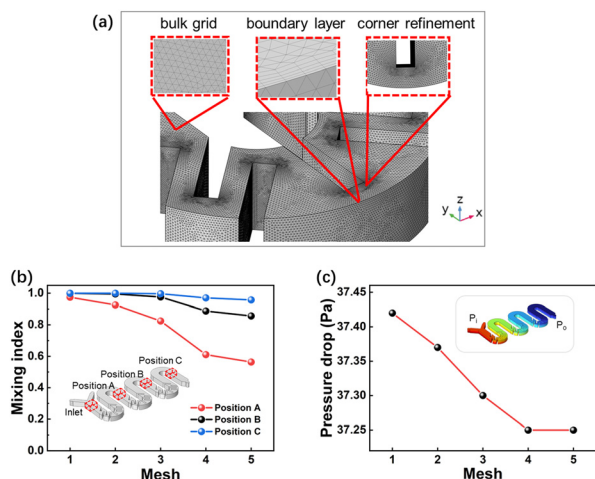 (a)
bulk grid
boundary layer
corner refinement
z
y
x
(b)
Mixing index
1.0
0.8
0.6
0.4
0.2
0.0
Position C
Position B
Position A
Inlet
Position A
Position B
Position C
1 2 3 4 5
Mesh
(c)
Pressure drop (Pa)
37.45
37.40
37.35
37.30
37.25
Pi
Po
1 2 3 4 5
Mesh